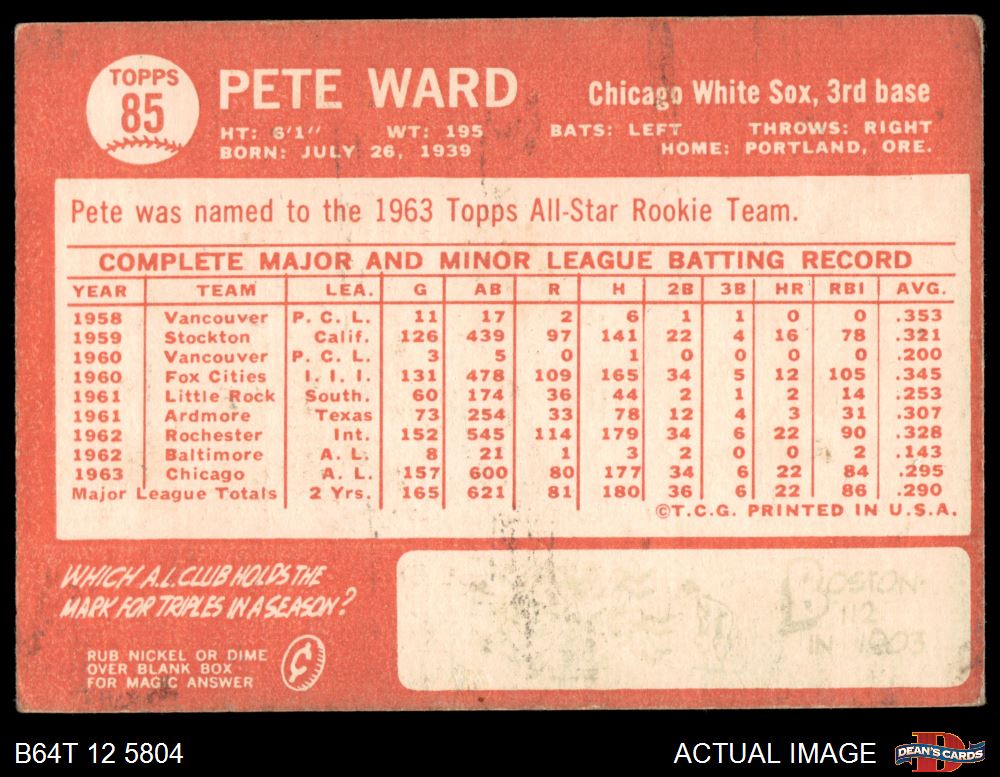 TOPPS
85
PETE WARD
Chicago White Sox, 3rd base
HT: 6'1" WT: 195 BATS: LEFT THROWS: RIGHT
BORN: JULY 26, 1939 HOME: PORTLAND, ORE.
Pete was named to the 1963 Topps All-Star Rookie Team.
COMPLETE MAJOR AND MINOR LEAGUE BATTING RECORD
YEAR TEAM LEA. G AB R H 2B 3B HR RBI AVG.
1958 Vancouver P. C. L. 11 17 2 6 1 1 0 0 .353
1959 Stockton Calif. 126 439 97 141 22 4 16 78 .321
1960 Vancouver P. C. L. 3 5 0 1 0 0 0 0 .200
1960 Fox Cities I. I. I. 131 478 109 165 34 5 12 105 .345
1961 Little Rock South. 60 174 36 44 2 1 2 14 .253
1961 Ardmore Texas 73 254 33 78 12 4 3 31 .307
1962 Rochester Int. 152 545 114 179 34 6 22 90 .328
1962 Baltimore A. L. 8 21 1 3 2 0 0 2 .143
1963 Chicago A. L. 157 600 80 177 34 6 22 84 .295
Major League Totals 2 Yrs. 165 621 81 180 36 6 22 86 .290
©T.C.G. PRINTED IN U.S.A.
WHICH A.L. CLUB HOLDS THE
MARK FOR TRIPLES IN A SEASON?
RUB NICKEL OR DIME
OVER BLANK BOX
FOR MAGIC ANSWER
BOSTON-
112
IN 1903
B64T 12 5804
ACTUAL IMAGE
DEAN'S CARDS